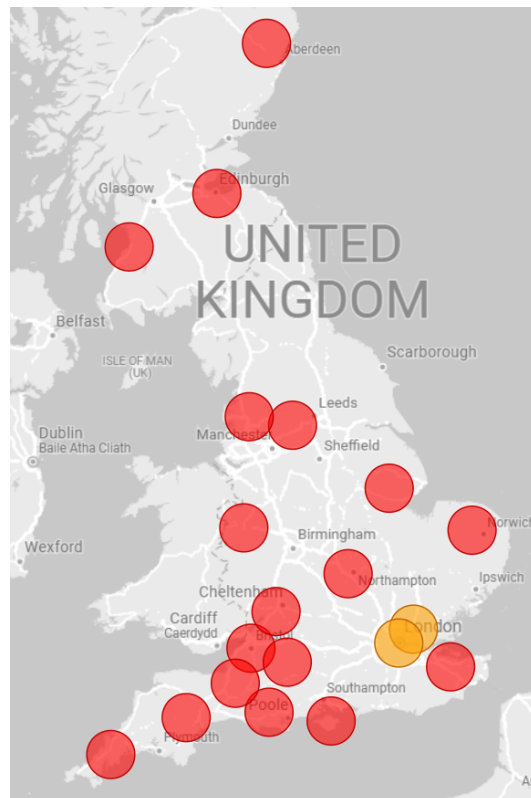 Aberdeen
Dundee
Edinburgh
Glasgow
UNITED
KINGDOM
Belfast
Scarborough
ISLE OF MAN
(UK)
Leeds
Dublin
Baile Átha Cliath
Manchester
Sheffield
Norwich
Wexford
Birmingham
Northampton
Ipswich
Cheltenham
Cardiff
Caerdydd
London
Bristol
Southampton
Poole
Plymouth